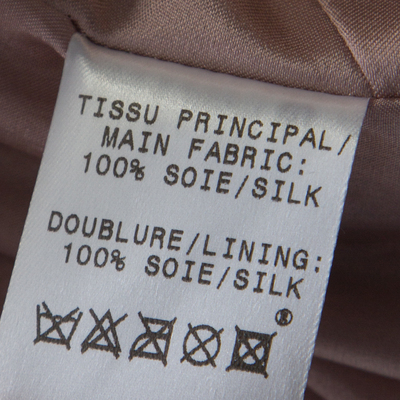 TISSU PRINCIPAL/
MAIN FABRIC:
100% SOIE/SILK
DOUBLURE/LINING:
100% SOIE/SILK
®